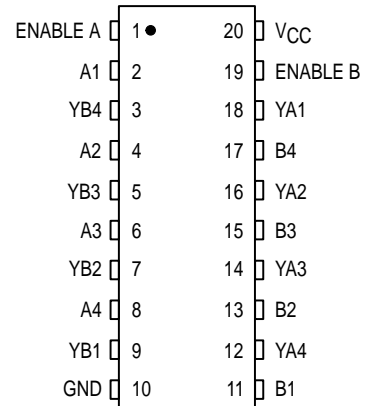 ENABLE A 1 20 VCC
A1 2 19 ENABLE B
YB4 3 18 YA1
A2 4 17 B4
YB3 5 16 YA2
A3 6 15 B3
YB2 7 14 YA3
A4 8 13 B2
YB1 9 12 YA4
GND 10 11 B1